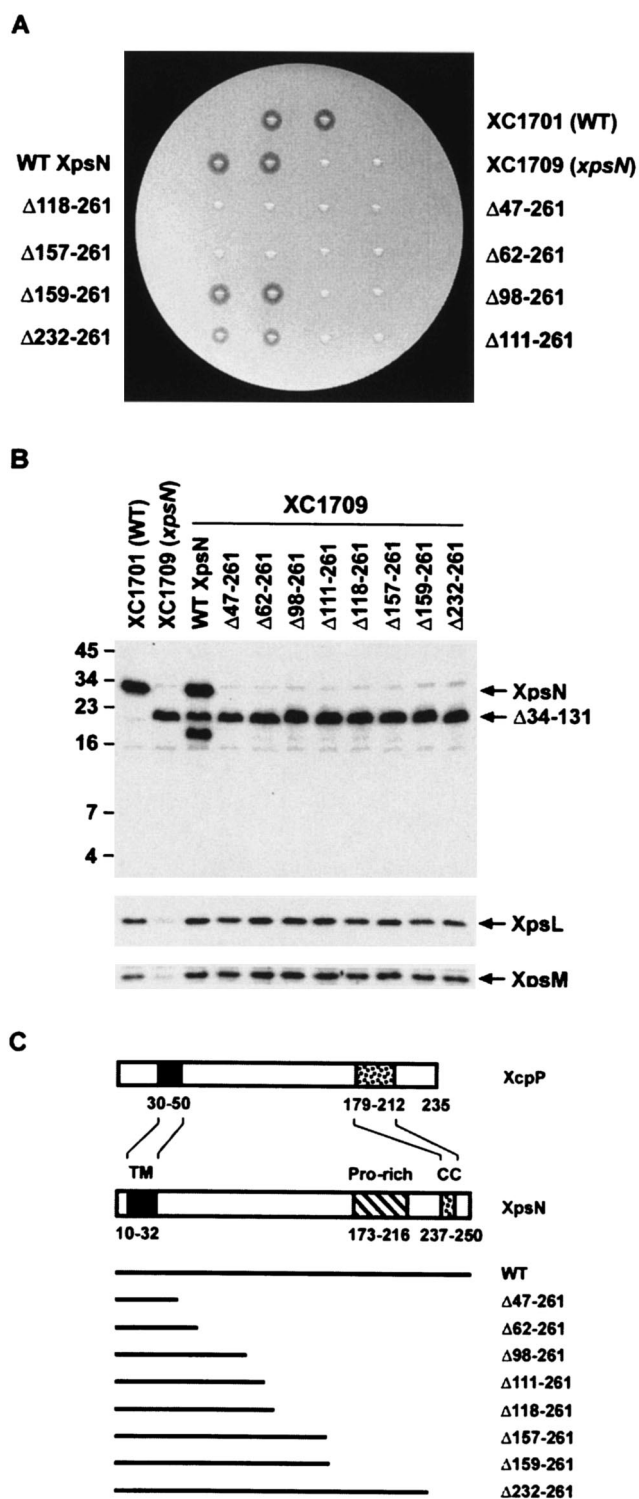 A
XC1701 (WT)
WT XpsN
XC1709 (xpsN)
Δ118-261
Δ47-261
Δ157-261
Δ62-261
Δ159-261
Δ98-261
Δ232-261
Δ111-261
B
XC1709
XC1701 (WT)
XC1709 (xpsN)
WT XpsN
Δ47-261
Δ62-261
Δ98-261
Δ111-261
Δ118-261
Δ157-261
Δ159-261
Δ232-261
45
34
XpsN
23
Δ34-131
16
7
4
XpsL
XpsM
C
XcpP
30-50 179-212 235
TM Pro-rich CC
XpsN
10-32 173-216 237-250
WT
Δ47-261
Δ62-261
Δ98-261
Δ111-261
Δ118-261
Δ157-261
Δ159-261
Δ232-261